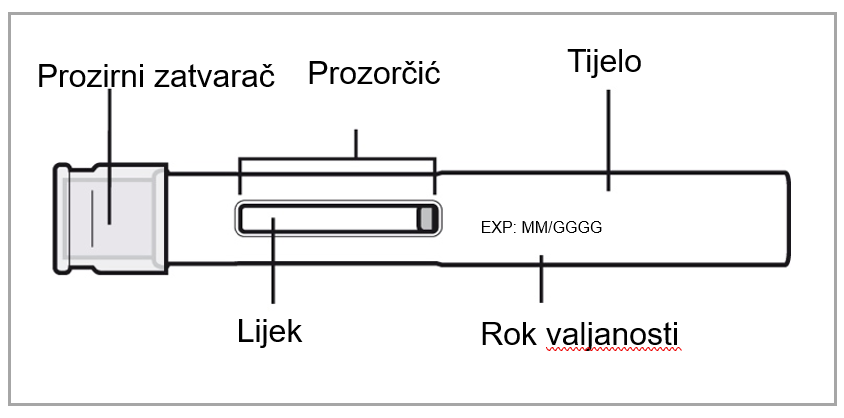 Prozirni zatvarač
Prozorčić
Tijelo
EXP: MM/GGGG
Lijek
Rok valjanosti